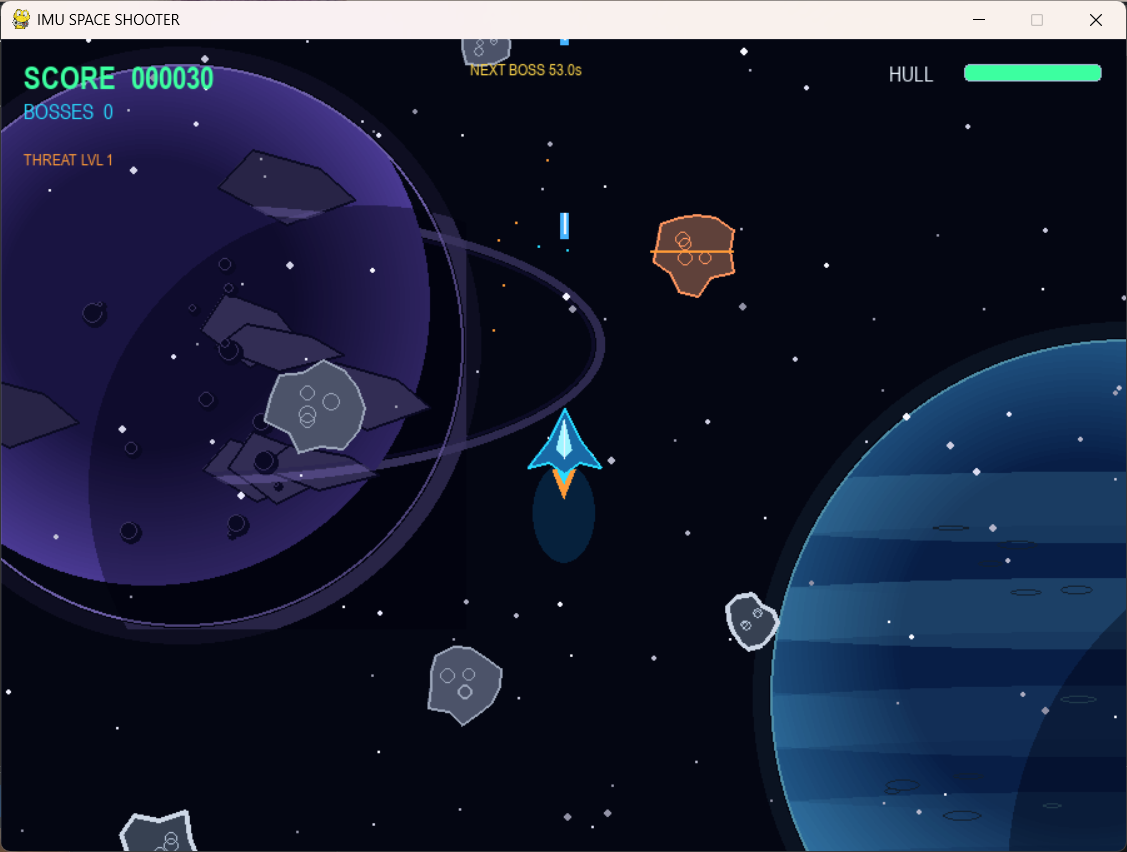 IMU SPACE SHOOTER
SCORE 000030
NEXT BOSS 53.0s
HULL
BOSSES 0
THREAT LVL 1